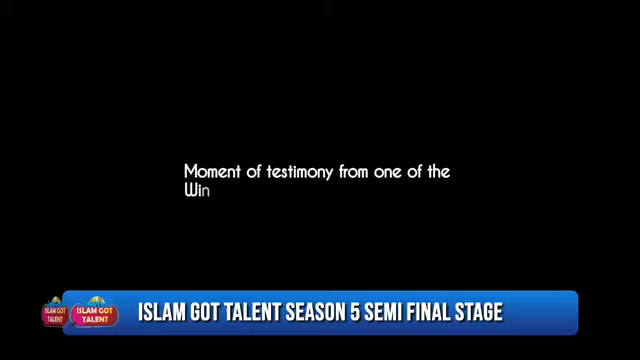 Moment of testimony from one of the
Win
ISLAM GOT TALENT SEASON 5 SEMI FINAL STAGE
ISLAM GOT
TALENT
ISLAM GOT
TALENT